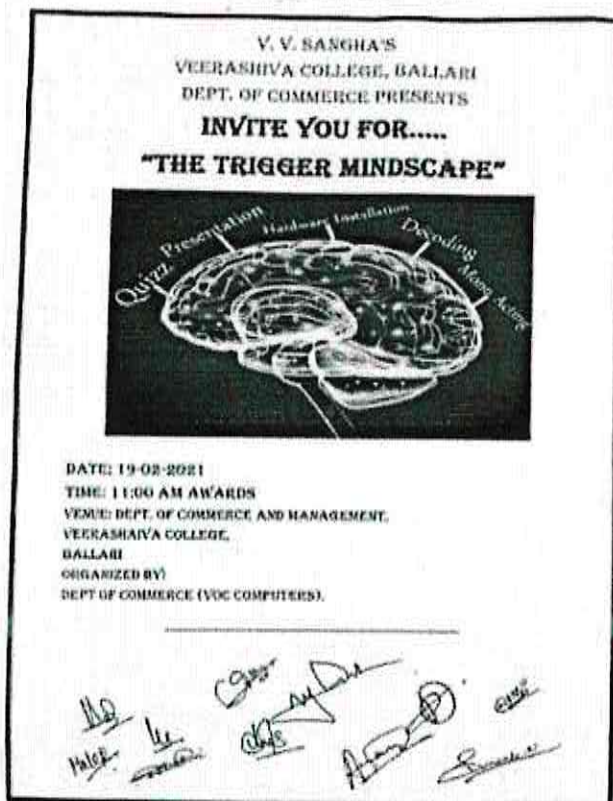 V. V. SANGHA'S
VEERASHIVA COLLEGE, BALLARI
DEPT. OF COMMERCE PRESENTS
INVITE YOU FOR.....
"THE TRIGGER MINDSCAPE"
Quizz Presentation Hardware Installation Decoding Acting
DATE: 19-02-2021
TIME: 11:00 AM AWARDS
VENUE: DEPT. OF COMMERCE AND MANAGEMENT,
VEERASHAIVA COLLEGE,
BALLARI
ORGANIZED BY:
DEPT OF COMMERCE (VOC COMPUTERS).